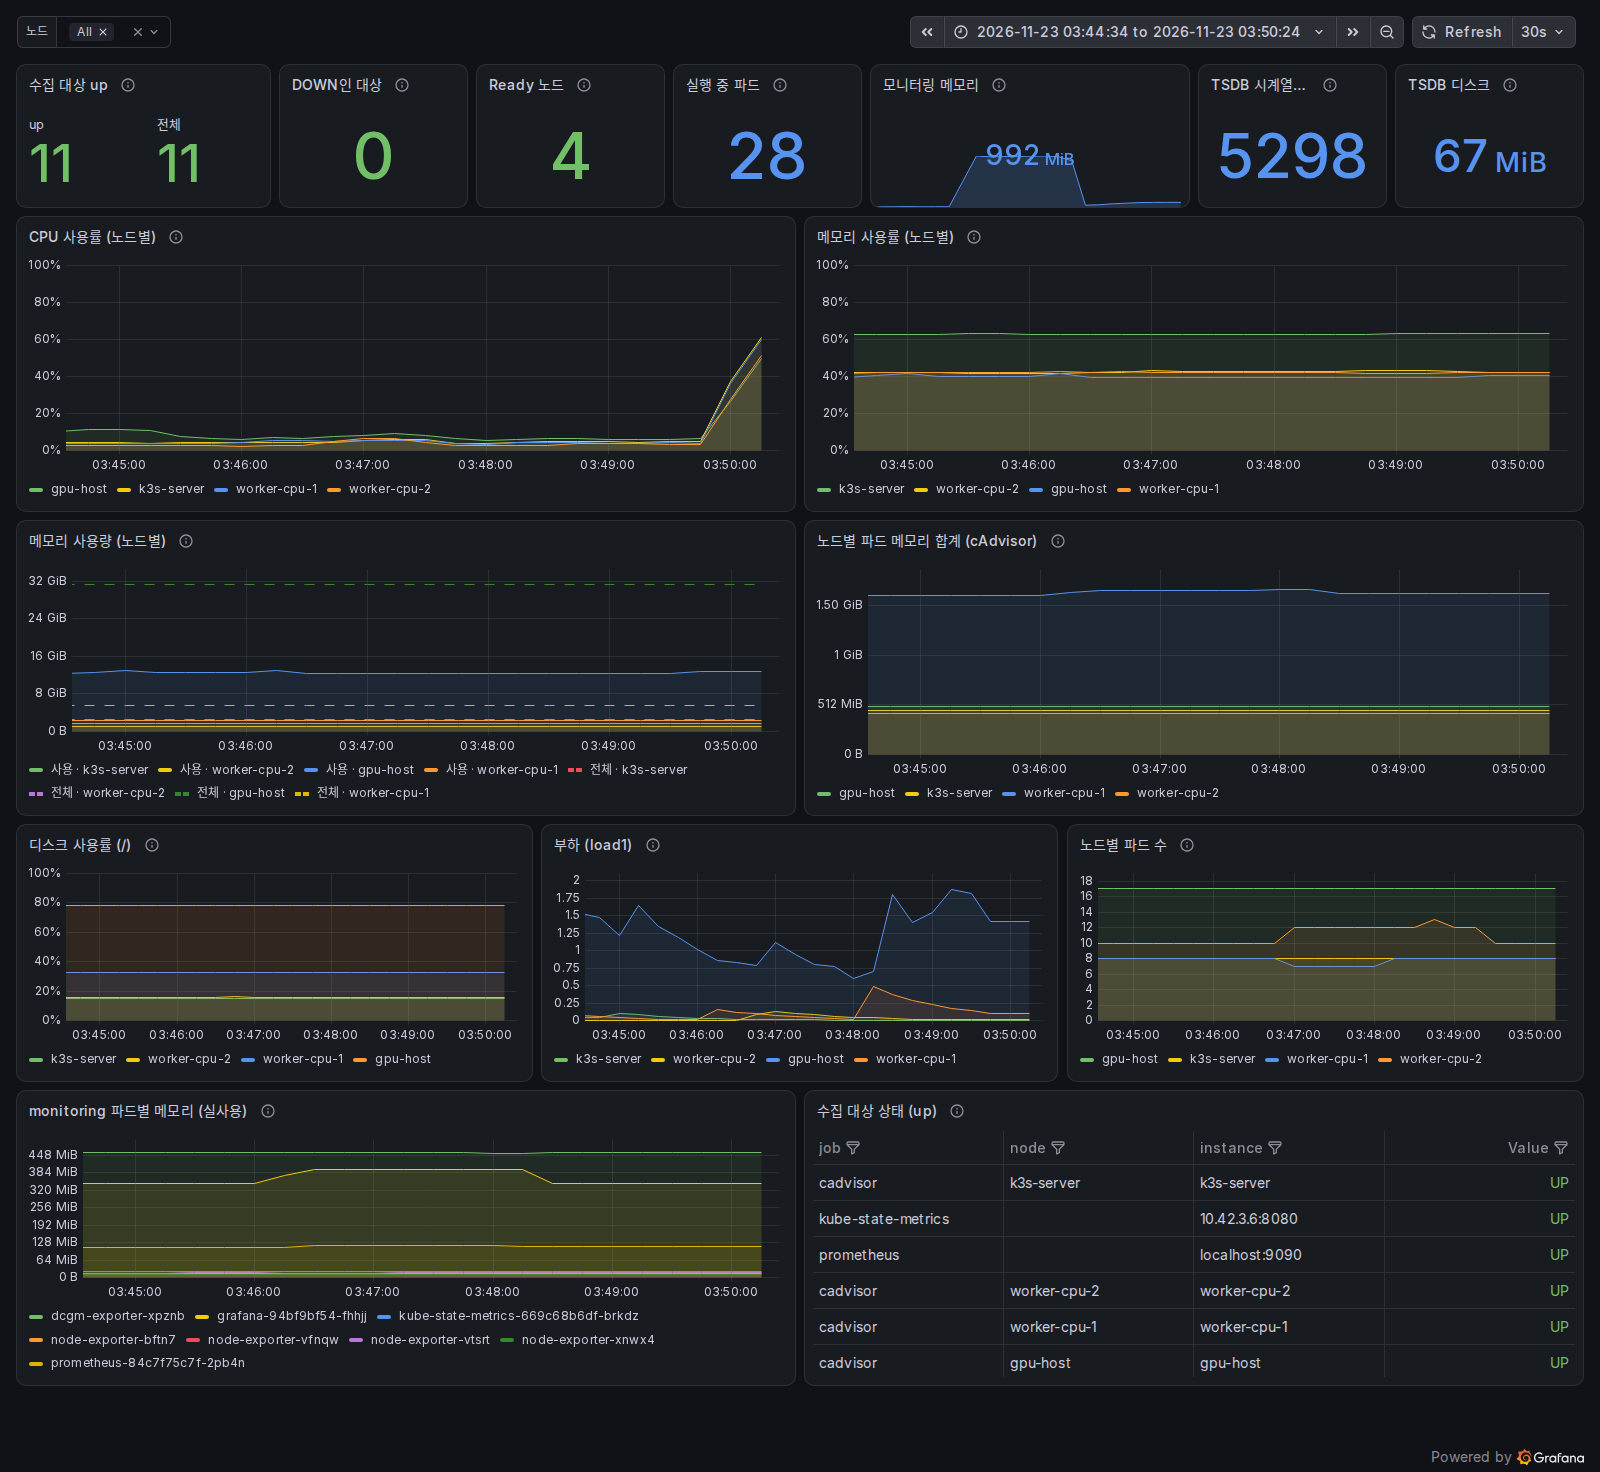 노드 All
2026-11-23 03:44:34 to 2026-11-23 03:50:24 Refresh 30s
수집 대상 up
up 전체
11 11
DOWN인 대상
0
Ready 노드
4
실행 중 파드
28
모니터링 메모리
992 MiB
TSDB 시계열...
5298
TSDB 디스크
67 MiB
CPU 사용률 (노드별)
100%
80%
60%
40%
20%
0%
03:45:00 03:46:00 03:47:00 03:48:00 03:49:00 03:50:00
gpu-host k3s-server worker-cpu-1 worker-cpu-2
메모리 사용률 (노드별)
100%
80%
60%
40%
20%
0%
03:45:00 03:46:00 03:47:00 03:48:00 03:49:00 03:50:00
k3s-server worker-cpu-2 gpu-host worker-cpu-1
메모리 사용량 (노드별)
32 GiB
24 GiB
16 GiB
8 GiB
0 B
03:45:00 03:46:00 03:47:00 03:48:00 03:49:00 03:50:00
사용 · k3s-server 사용 · worker-cpu-2 사용 · gpu-host 사용 · worker-cpu-1 전체 · k3s-server
전체 · worker-cpu-2 전체 · gpu-host 전체 · worker-cpu-1
노드별 파드 메모리 합계 (cAdvisor)
1.50 GiB
1 GiB
512 MiB
0 B
03:45:00 03:46:00 03:47:00 03:48:00 03:49:00 03:50:00
gpu-host k3s-server worker-cpu-1 worker-cpu-2
디스크 사용률 (/)
100%
80%
60%
40%
20%
0%
03:45:00 03:46:00 03:47:00 03:48:00 03:49:00 03:50:00
k3s-server worker-cpu-2 worker-cpu-1 gpu-host
부하 (load1)
2
1.75
1.5
1.25
1
0.75
0.5
0.25
0
03:45:00 03:46:00 03:47:00 03:48:00 03:49:00 03:50:00
k3s-server worker-cpu-2 gpu-host worker-cpu-1
노드별 파드 수
18
16
14
12
10
8
6
4
2
0
03:45:00 03:46:00 03:47:00 03:48:00 03:49:00 03:50:00
gpu-host k3s-server worker-cpu-1 worker-cpu-2
monitoring 파드별 메모리 (실사용)
448 MiB
384 MiB
320 MiB
256 MiB
192 MiB
128 MiB
64 MiB
0 B
03:45:00 03:46:00 03:47:00 03:48:00 03:49:00 03:50:00
dcgm-exporter-xpznb grafana-94bf9bf54-fhhjj kube-state-metrics-669c68b6df-brkdz
node-exporter-bftn7 node-exporter-vfnqw node-exporter-vtsrt node-exporter-xnwx4
prometheus-84c7f75c7f-2pb4n
수집 대상 상태 (up)
job node instance Value
cadvisor k3s-server k3s-server UP
kube-state-metrics 10.42.3.6:8080 UP
prometheus localhost:9090 UP
cadvisor worker-cpu-2 worker-cpu-2 UP
cadvisor worker-cpu-1 worker-cpu-1 UP
cadvisor gpu-host gpu-host UP
Powered by Grafana